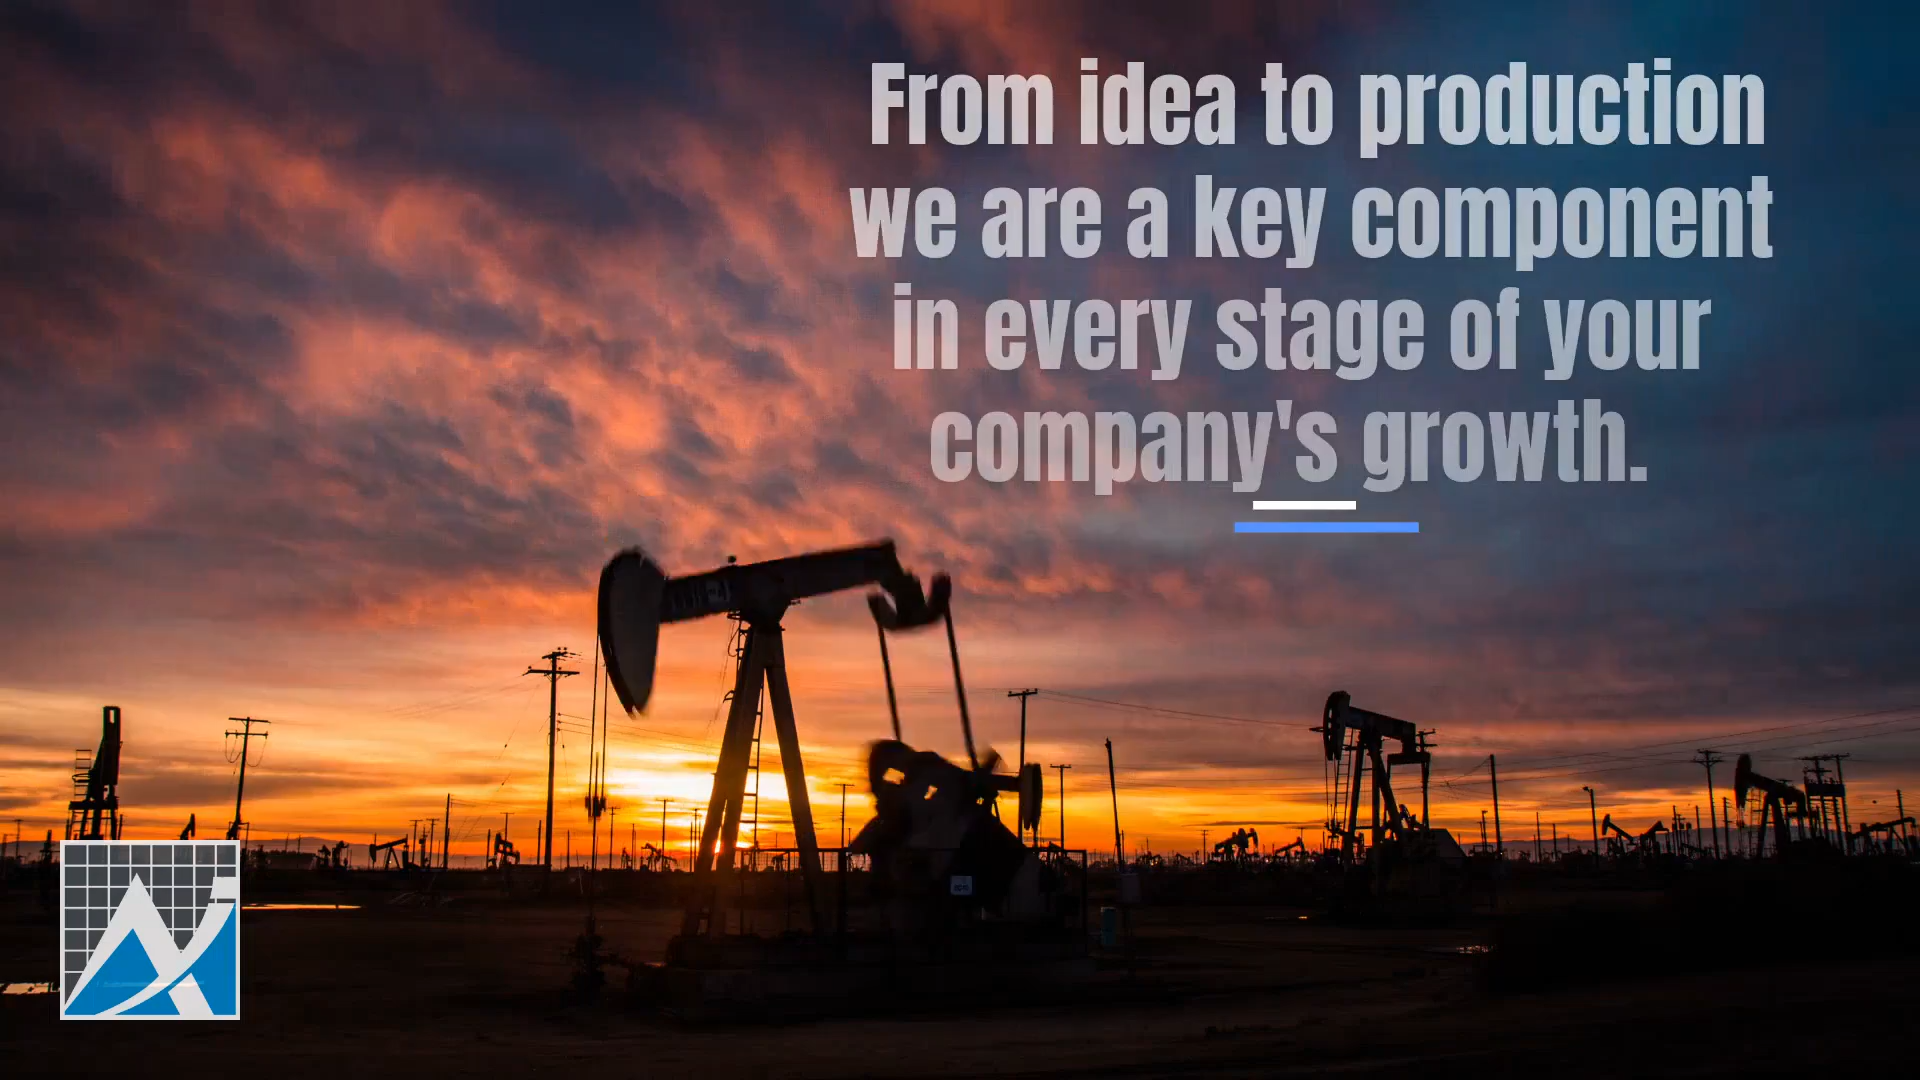 From idea to production
we are a key component
in every stage of your
company's growth.